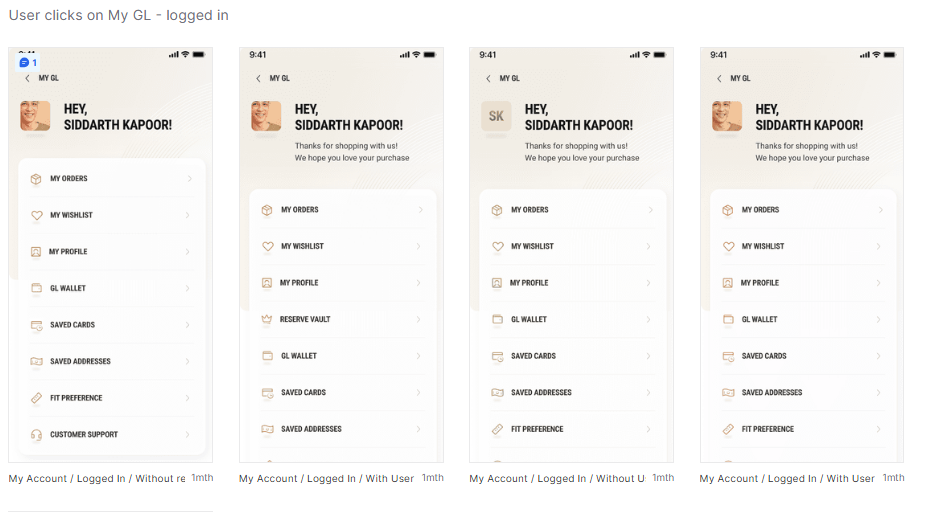 User clicks on My GL - logged in
1
MY GL
HEY,
SIDDARTH KAPOOR!
MY ORDERS
MY WISHLIST
MY PROFILE
GL WALLET
SAVED CARDS
SAVED ADDRESSES
FIT PREFERENCE
CUSTOMER SUPPORT
My Account / Logged In / Without re 1mth
9:41
MY GL
HEY,
SIDDARTH KAPOOR!
Thanks for shopping with us!
We hope you love your purchase
MY ORDERS
MY WISHLIST
MY PROFILE
RESERVE VAULT
GL WALLET
SAVED CARDS
SAVED ADDRESSES
My Account / Logged In / With User 1mth
9:41
MY GL
SK
HEY,
SIDDARTH KAPOOR!
Thanks for shopping with us!
We hope you love your purchase
MY ORDERS
MY WISHLIST
MY PROFILE
GL WALLET
SAVED CARDS
SAVED ADDRESSES
FIT PREFERENCE
My Account / Logged In / Without U 1mth
9:41
MY GL
HEY,
SIDDARTH KAPOOR!
Thanks for shopping with us!
We hope you love your purchase
MY ORDERS
MY WISHLIST
MY PROFILE
GL WALLET
SAVED CARDS
SAVED ADDRESSES
FIT PREFERENCE
My Account / Logged In / With User 1mth